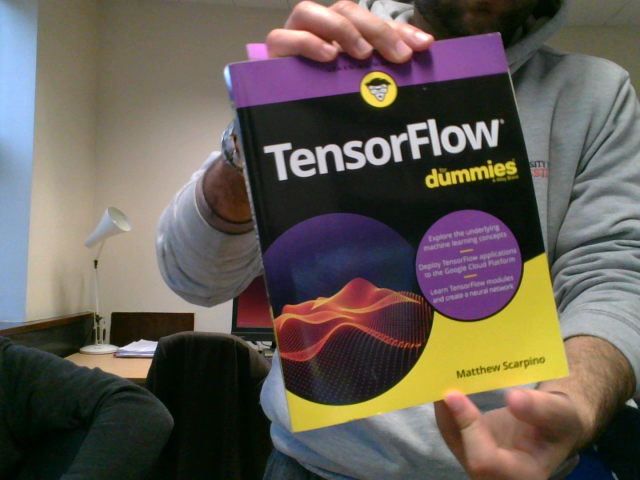 TensorFlow®
for
dummies
A Wiley Brand
Explore the underlying
machine learning concepts
Deploy TensorFlow applications
to the Google Cloud Platform
Learn TensorFlow modules
and create a neural network
Matthew Scarpino